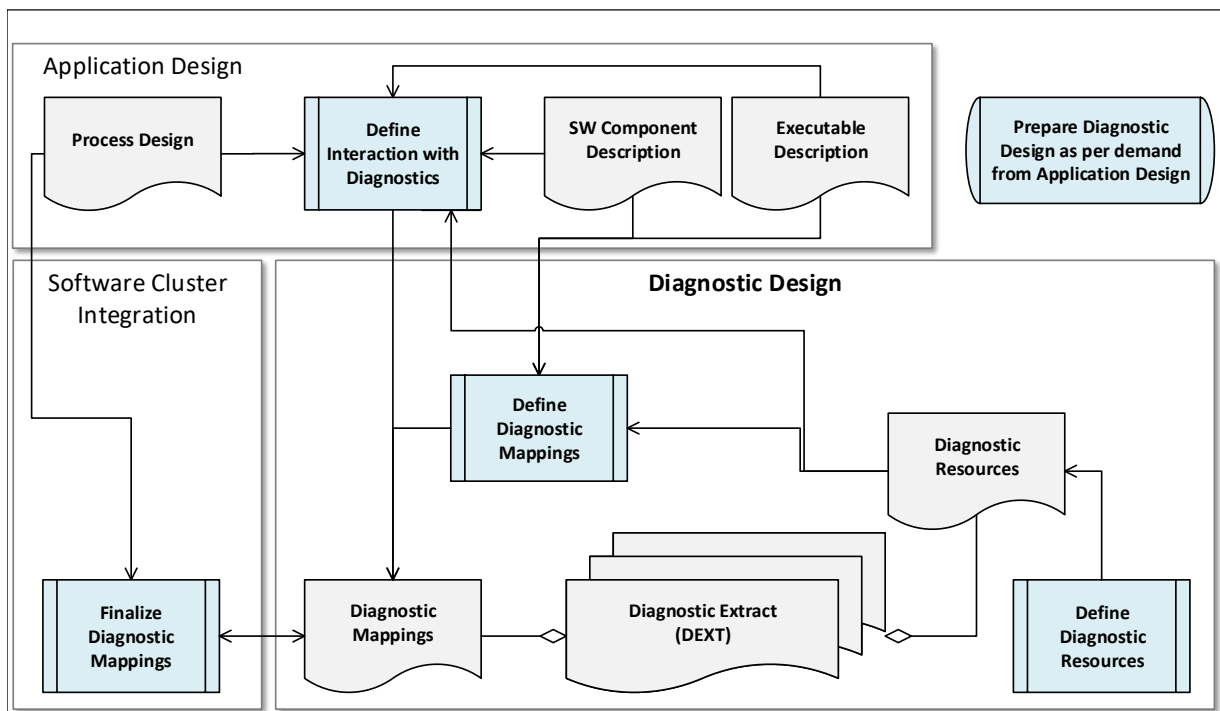 Application Design
Process Design
Define
Interaction with
Diagnostics
SW Component
Description
Executable
Description
Prepare Diagnostic
Design as per demand
from Application Design
Software Cluster
Integration
Diagnostic Design
Define
Diagnostic
Mappings
Diagnostic
Resources
Finalize
Diagnostic
Mappings
Diagnostic
Mappings
Diagnostic Extract
(DEXT)
Define
Diagnostic
Resources